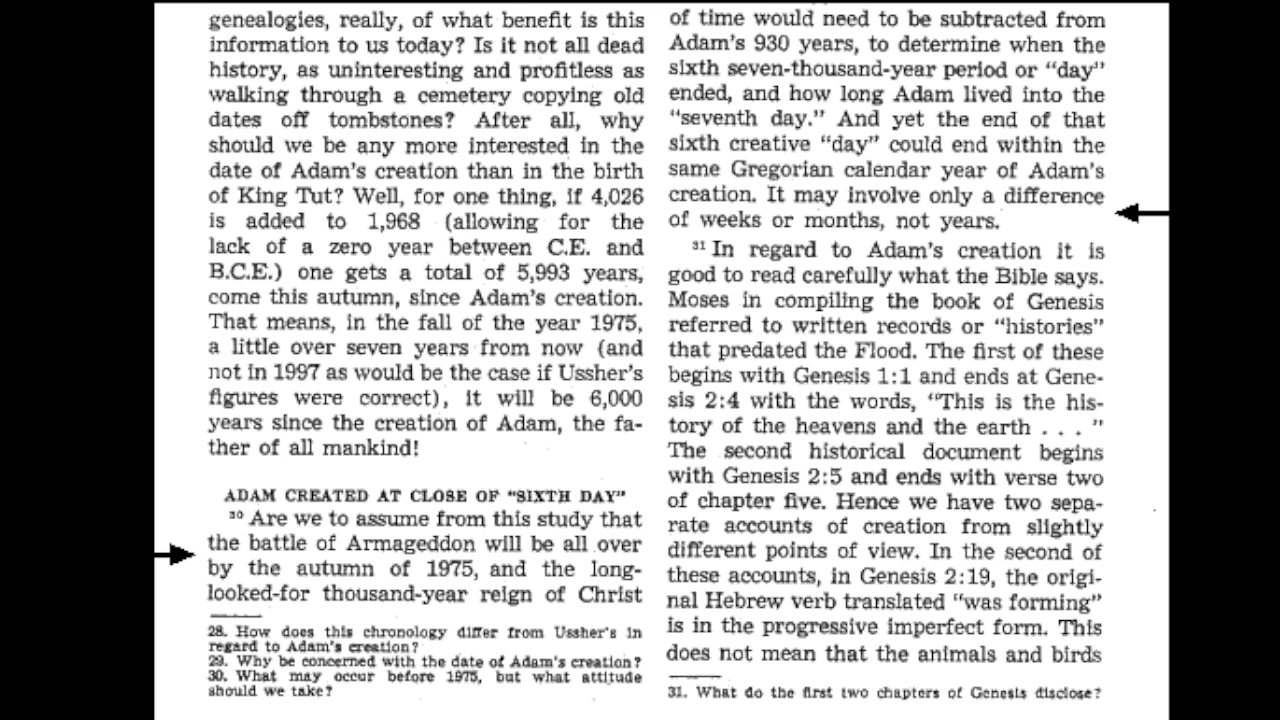 genealogies, really, of what benefit is this
information to us today? Is it not all dead
history, as uninteresting and profitless as
walking through a cemetery copying old
dates off tombstones? After all, why
should we be any more interested in the
date of Adam's creation than in the birth
of King Tut? Well, for one thing, if 4,026
is added to 1,968 (allowing for the
lack of a zero year between C.E. and
B.C.E.) one gets a total of 5,993 years,
come this autumn, since Adam's creation.
That means, in the fall of the year 1975,
a little over seven years from now (and
not in 1997 as would be the case if Ussher's
figures were correct), it will be 6,000
years since the creation of Adam, the fa-
ther of all mankind!
ADAM CREATED AT CLOSE OF "SIXTH DAY"
30 Are we to assume from this study that
the battle of Armageddon will be all over
by the autumn of 1975, and the long-
looked-for thousand-year reign of Christ
28. How does this chronology differ from Ussher's in
regard to Adam's creation?
29. Why be concerned with the date of Adam's creation?
30. What may occur before 1975, but what attitude
should we take?
of time would need to be subtracted from
Adam's 930 years, to determine when the
sixth seven-thousand-year period or "day"
ended, and how long Adam lived into the
"seventh day." And yet the end of that
sixth creative "day" could end within the
same Gregorian calendar year of Adam's
creation. It may involve only a difference
of weeks or months, not years.
31 In regard to Adam's creation it is
good to read carefully what the Bible says.
Moses in compiling the book of Genesis
referred to written records or "histories"
that predated the Flood. The first of these
begins with Genesis 1:1 and ends at Gene-
sis 2:4 with the words, "This is the his-
tory of the heavens and the earth . . . "
The second historical document begins
with Genesis 2:5 and ends with verse two
of chapter five. Hence we have two sepa-
rate accounts of creation from slightly
different points of view. In the second of
these accounts, in Genesis 2:19, the origi-
nal Hebrew verb translated "was forming"
is in the progressive imperfect form. This
does not mean that the animals and birds
31. What do the first two chapters of Genesis disclose?